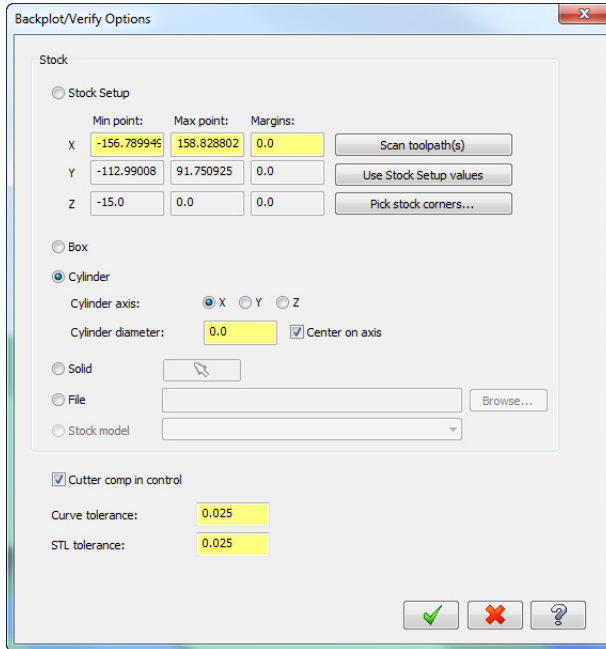 Backplot/Verify Options
Stock
Stock Setup
Min point: Max point: Margins:
X -156.789949 158.828802 0.0 Scan toolpath(s)
Y -112.99008 91.750925 0.0 Use Stock Setup values
Z -15.0 0.0 0.0 Pick stock corners...
Box
Cylinder
Cylinder axis: X Y Z
Cylinder diameter: 0.0 Center on axis
Solid
File Browse...
Stock model
Cutter comp in control
Curve tolerance: 0.025
STL tolerance: 0.025